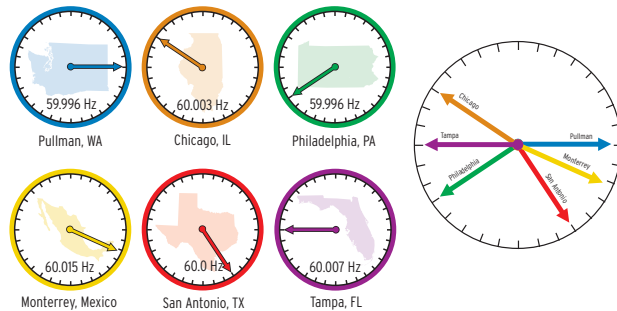 59.996 Hz
Pullman, WA
60.003 Hz
Chicago, IL
59.996 Hz
Philadelphia, PA
60.015 Hz
Monterrey, Mexico
60.0 Hz
San Antonio, TX
60.007 Hz
Tampa, FL
Chicago
Tampa
Philadelphia
Pullman
Monterrey
San Antonio